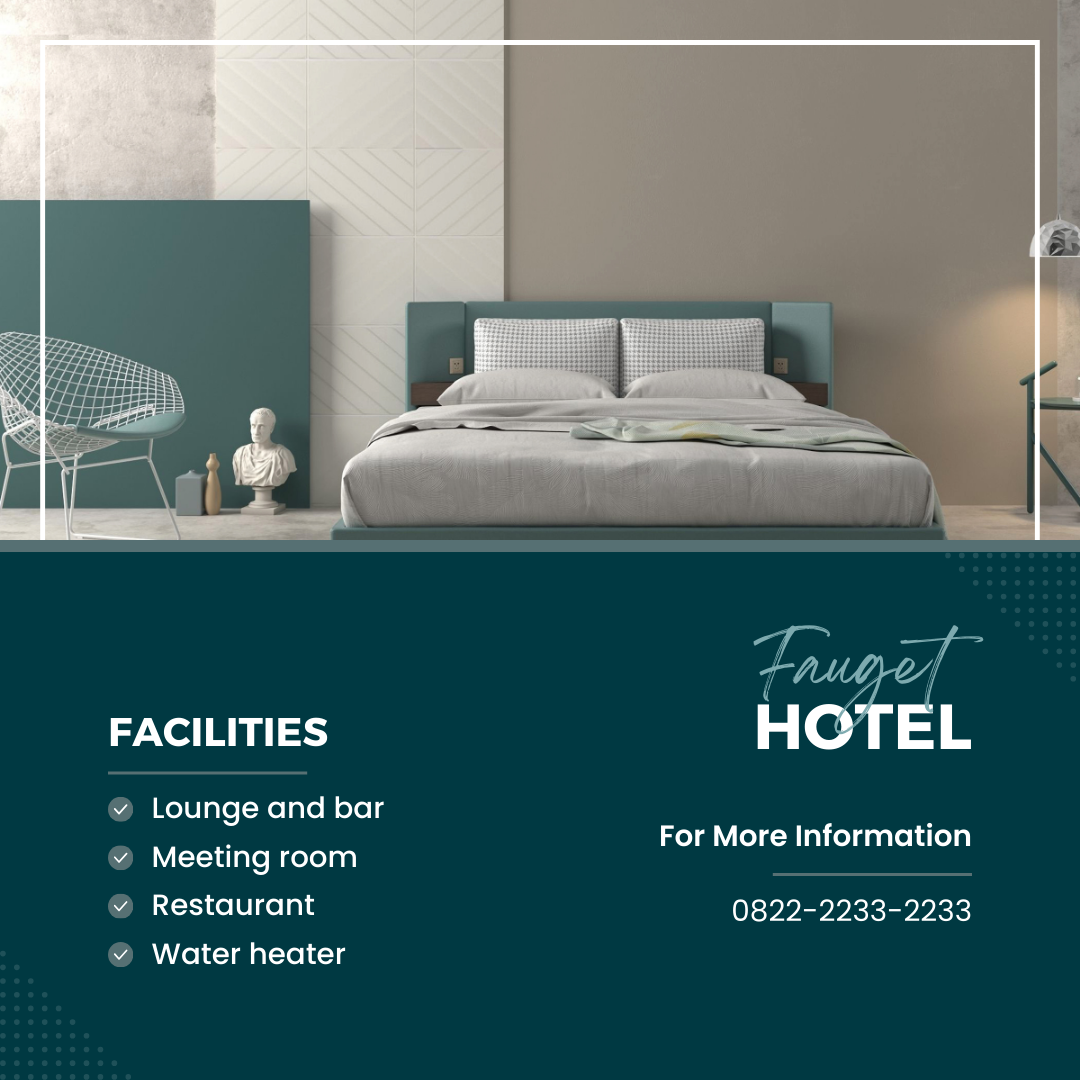 Fauget
HOTEL
FACILITIES
Lounge and bar
Meeting room
Restaurant
Water heater
For More Information
0822-2233-2233